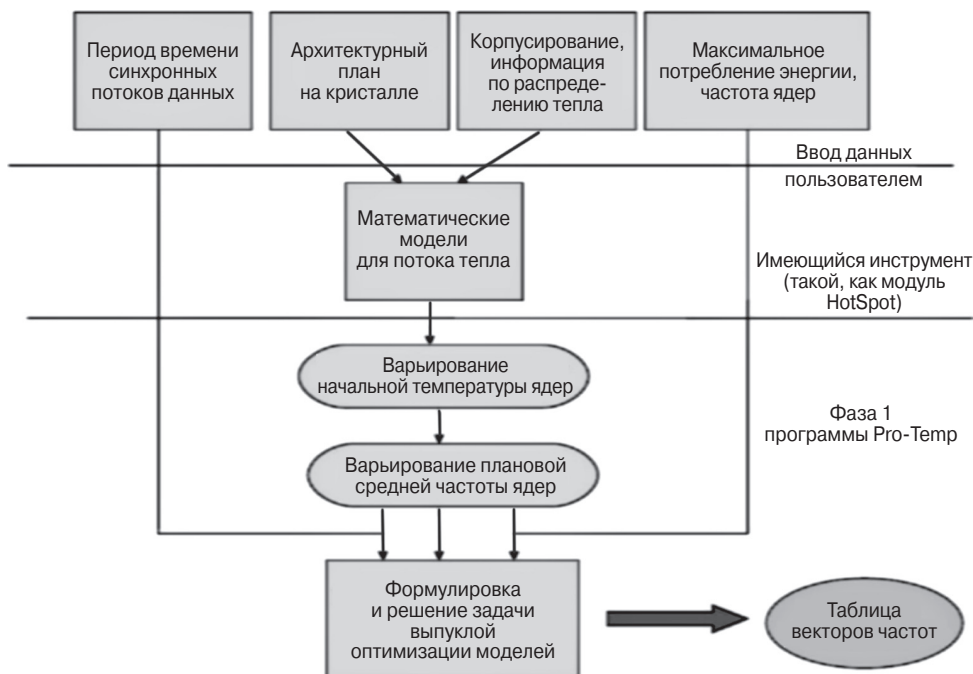 Период времени
синхронных
потоков данных
Архитектурный
план
на кристалле
Корпусирование,
информация
по распреде-
лению тепла
Максимальное
потребление энергии,
частота ядер
Ввод данных
пользователем
Математические
модели
для потока тепла
Имеющийся инструмент
(такой, как модуль
HotSpot)
Варьирование
начальной температуры ядер
Фаза 1
программы Pro-Temp
Варьирование плановой
средней частоты ядер
Формулировка
и решение задачи
выпуклой
оптимизации моделей
Таблица
векторов частот